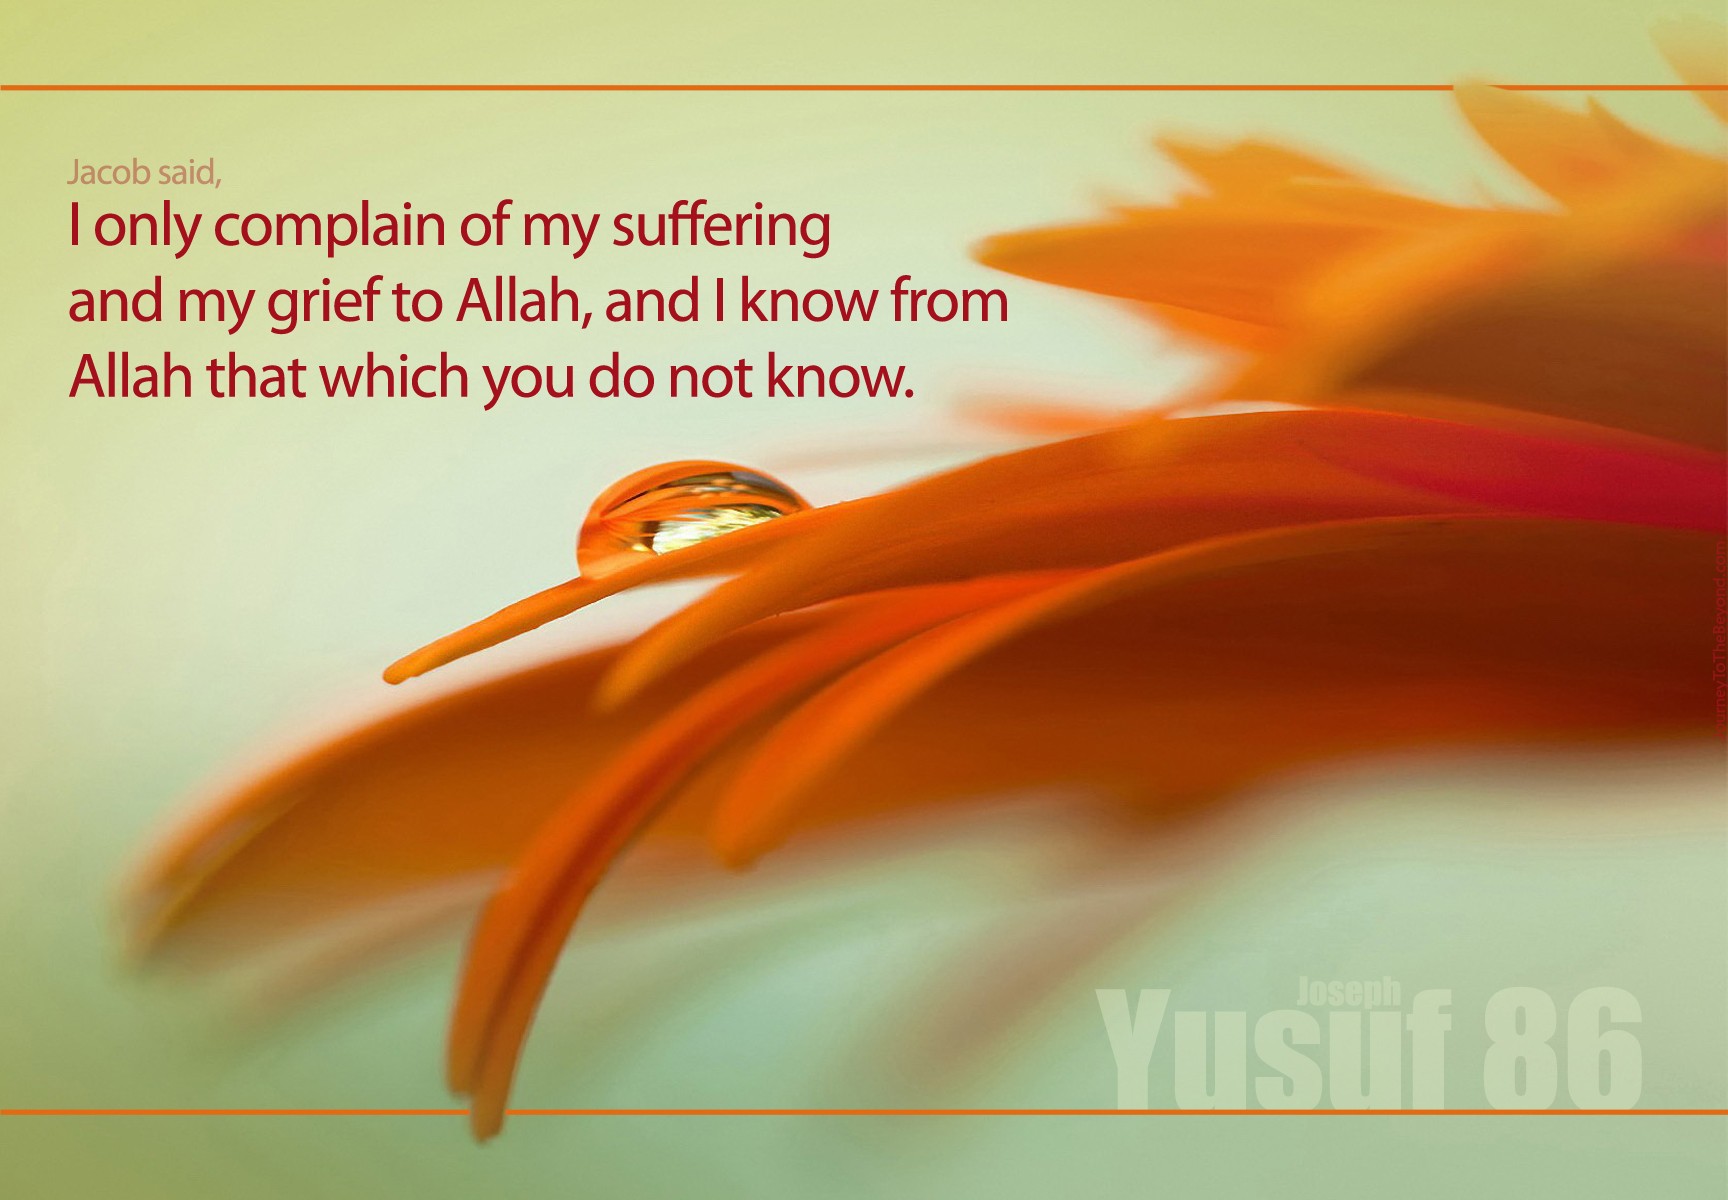 Jacob said,
I only complain of my suffering
and my grief to Allah, and I know from
Allah that which you do not know.
Joseph
Yusuf 86